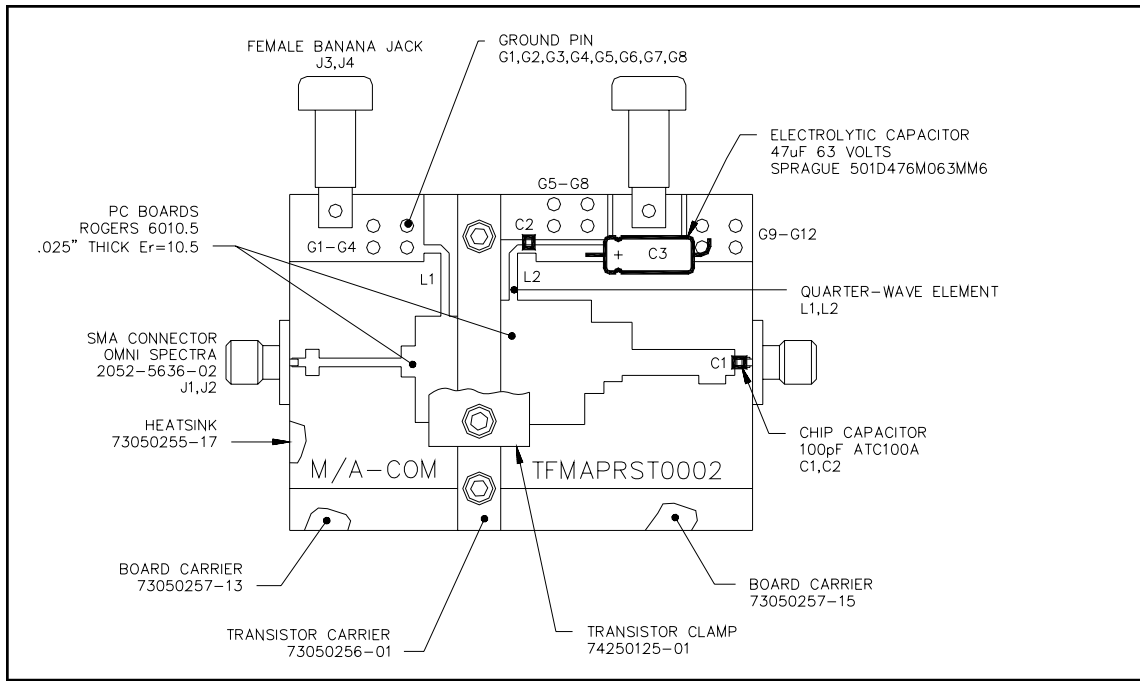 FEMALE BANANA JACK
J3,J4
GROUND PIN
G1,G2,G3,G4,G5,G6,G7,G8
ELECTROLYTIC CAPACITOR
47uF 63 VOLTS
SPRAGUE 501D476M063MM6
PC BOARDS
ROGERS 6010.5
.025" THICK Er=10.5
G5-G8
C2
G1-G4
G9-G12
+ C3
L1
L2
QUARTER-WAVE ELEMENT
L1,L2
SMA CONNECTOR
OMNI SPECTRA
2052-5636-02
J1,J2
C1
HEATSINK
73050255-17
CHIP CAPACITOR
100pF ATC100A
C1,C2
M/A-COM
TFMAPRST0002
BOARD CARRIER
73050257-13
BOARD CARRIER
73050257-15
TRANSISTOR CARRIER
73050256-01
TRANSISTOR CLAMP
74250125-01